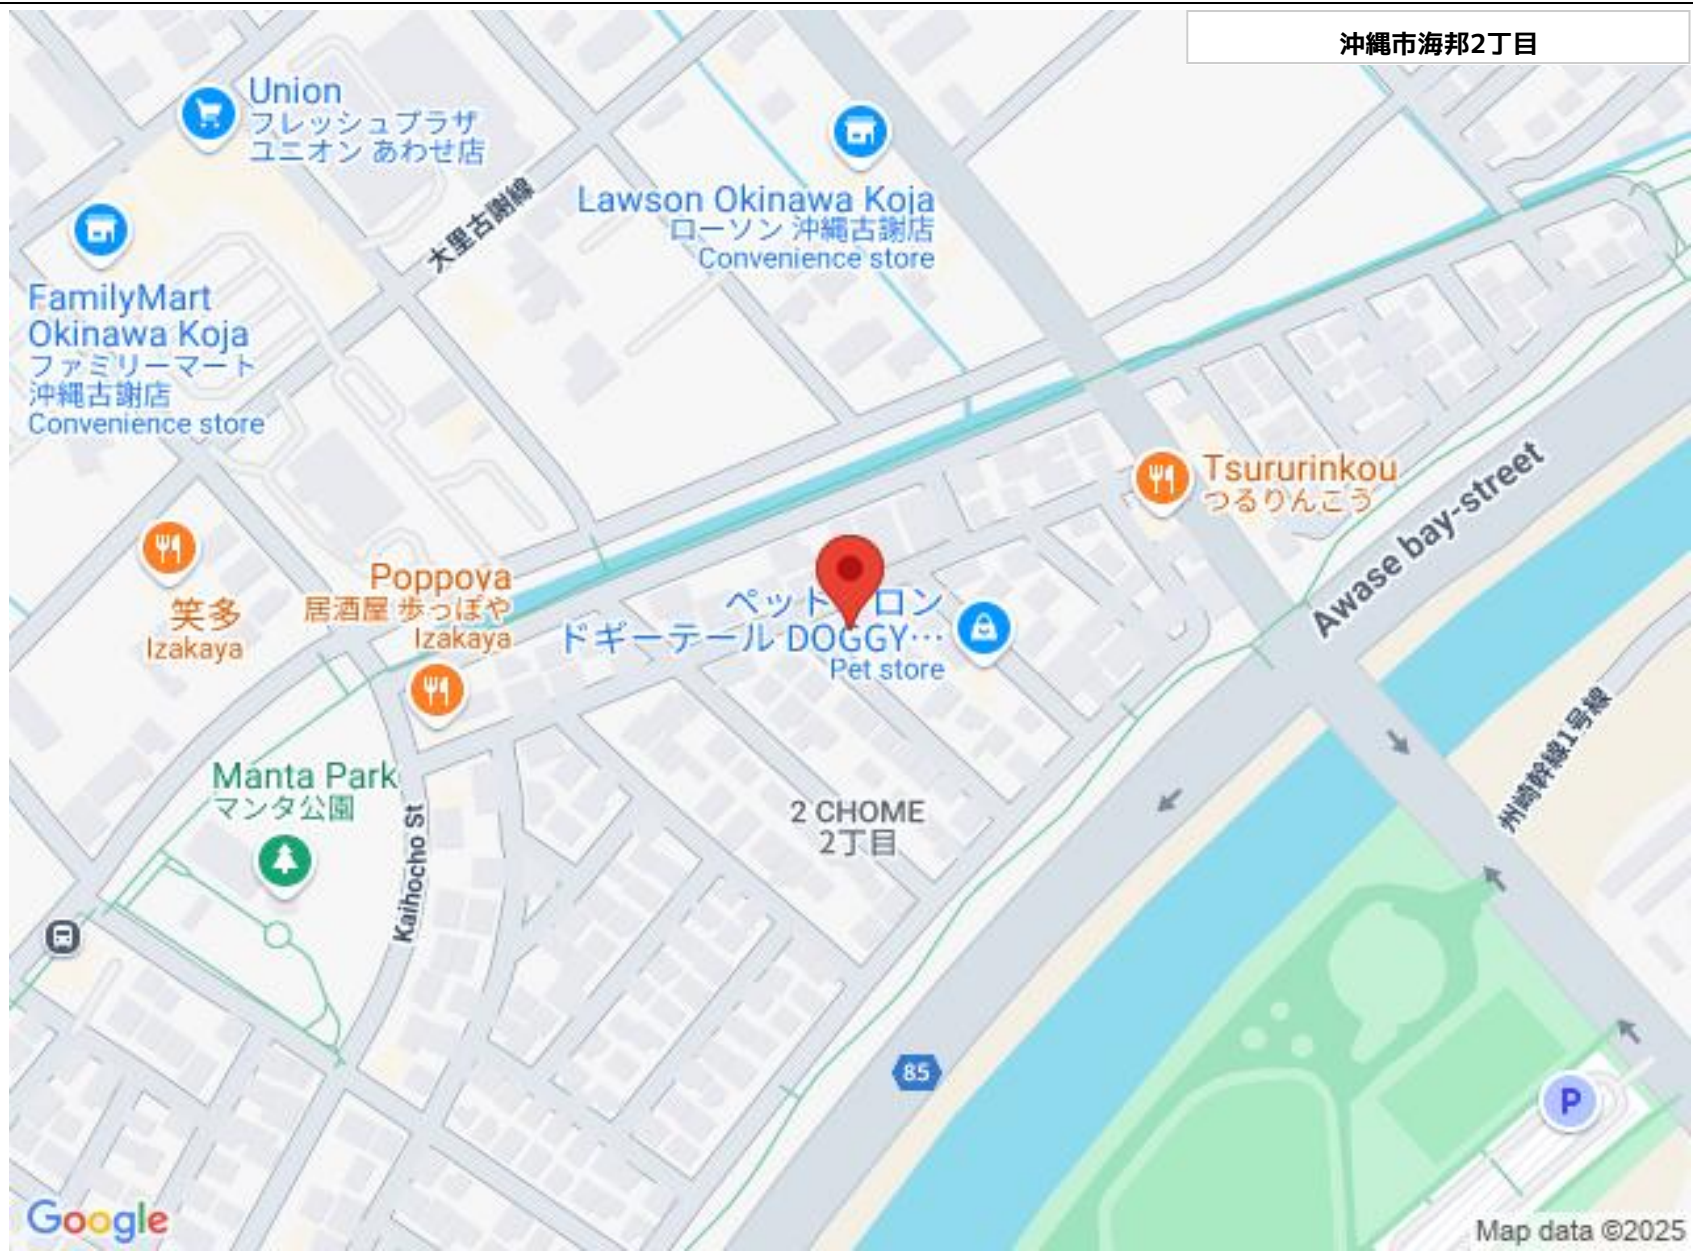 沖縄市海邦2丁目
Union
フレッシュプラザ
ユニオン あわせ店
Lawson Okinawa Koja
ローソン 沖縄古謝店
Convenience store
大里古謝線
FamilyMart
Okinawa Koja
ファミリーマート
沖縄古謝店
Convenience store
Tsururinkou
つるりんこう
Awase bay-street
笑多
Izakaya
Poppova
居酒屋 歩っぽや
Izakaya
ペット ロン
ドギーテール DOGGY…
Pet store
州崎幹線1号線
Manta Park
マンタ公園
2 CHOME
2丁目
Kaihocho St
85
P
Google
Map data ©2025